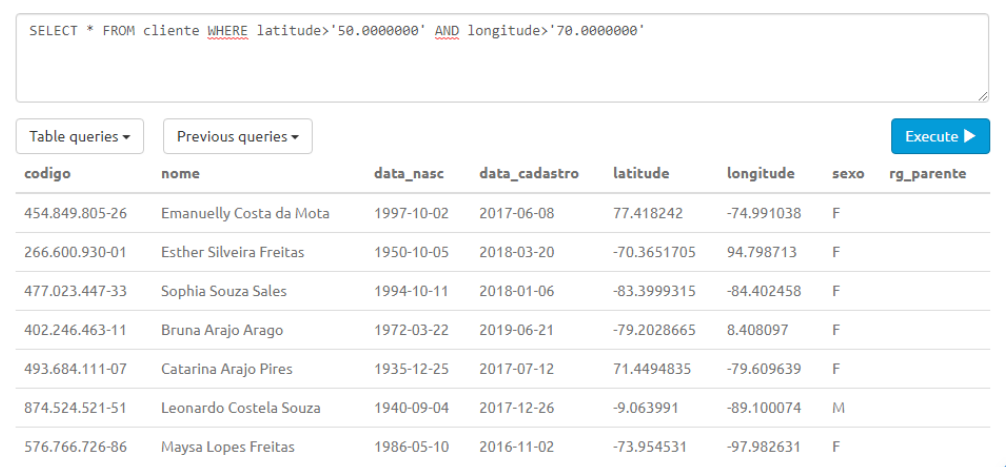 SELECT * FROM cliente WHERE latitude>'50.0000000' AND longitude>'70.0000000'
Table queries Previous queries Execute
codigo nome data_nasc data_cadastro latitude longitude sexo rg_parente
454.849.805-26 Emanuelly Costa da Mota 1997-10-02 2017-06-08 77.418242 -74.991038 F
266.600.930-01 Esther Silveira Freitas 1950-10-05 2018-03-20 -70.3651705 94.798713 F
477.023.447-33 Sophia Souza Sales 1994-10-11 2018-01-06 -83.3999315 -84.402458 F
402.246.463-11 Bruna Arajo Arago 1972-03-22 2019-06-21 -79.2028665 8.408097 F
493.684.111-07 Catarina Arajo Pires 1935-12-25 2017-07-12 71.4494835 -79.609639 F
874.524.521-51 Leonardo Costela Souza 1940-09-04 2017-12-26 -9.063991 -89.100074 M
576.766.726-86 Maysa Lopes Freitas 1986-05-10 2016-11-02 -73.954531 -97.982631 F